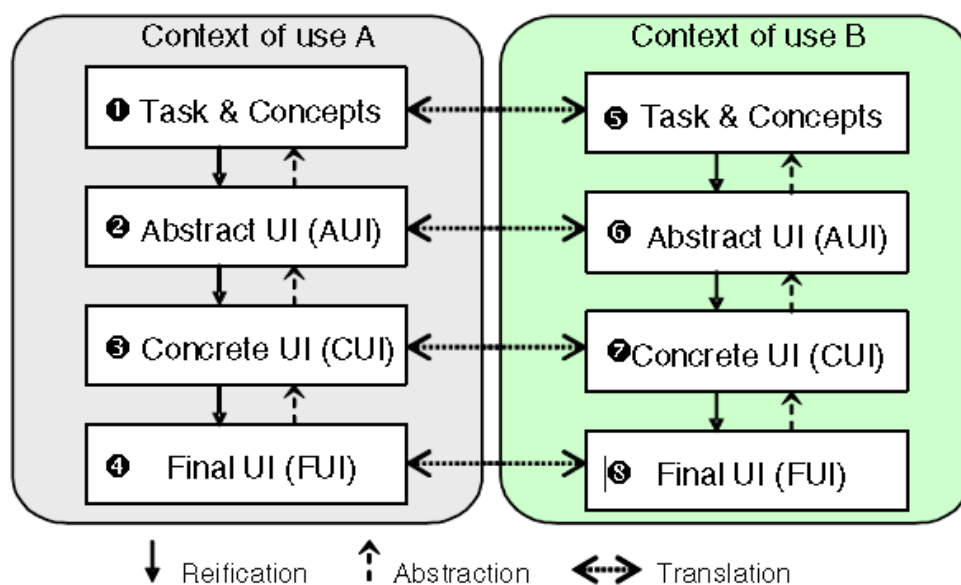 Context of use A
❶ Task & Concepts
❷ Abstract UI (AUI)
❸ Concrete UI (CUI)
❹ Final UI (FUI)
Context of use B
❺ Task & Concepts
❻ Abstract UI (AUI)
❼Concrete UI (CUI)
❽ Final UI (FUI)
Reification Abstraction Translation